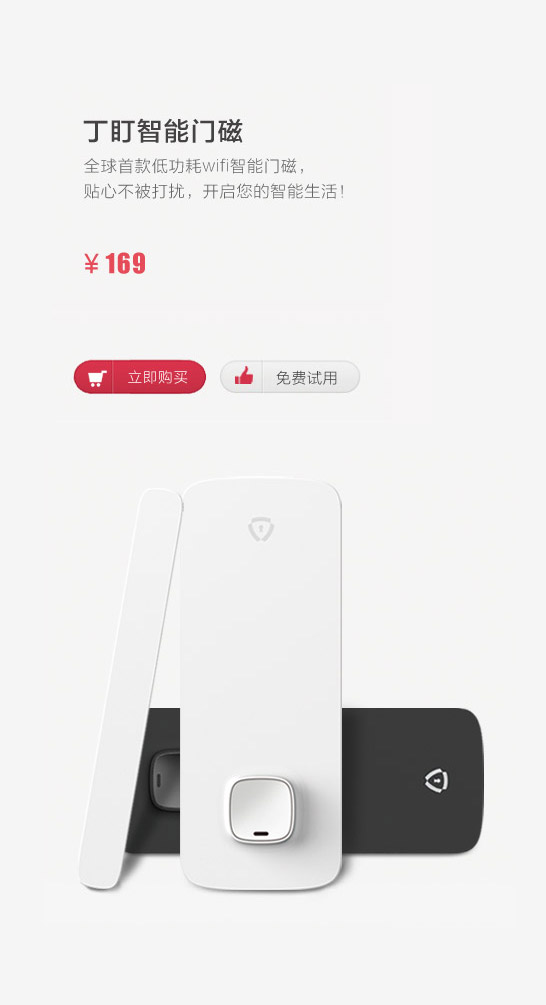 丁盯智能门磁
全球首款低功耗wifi智能门磁，
贴心不被打扰，开启您的智能生活！
￥169
立即购买
免费试用